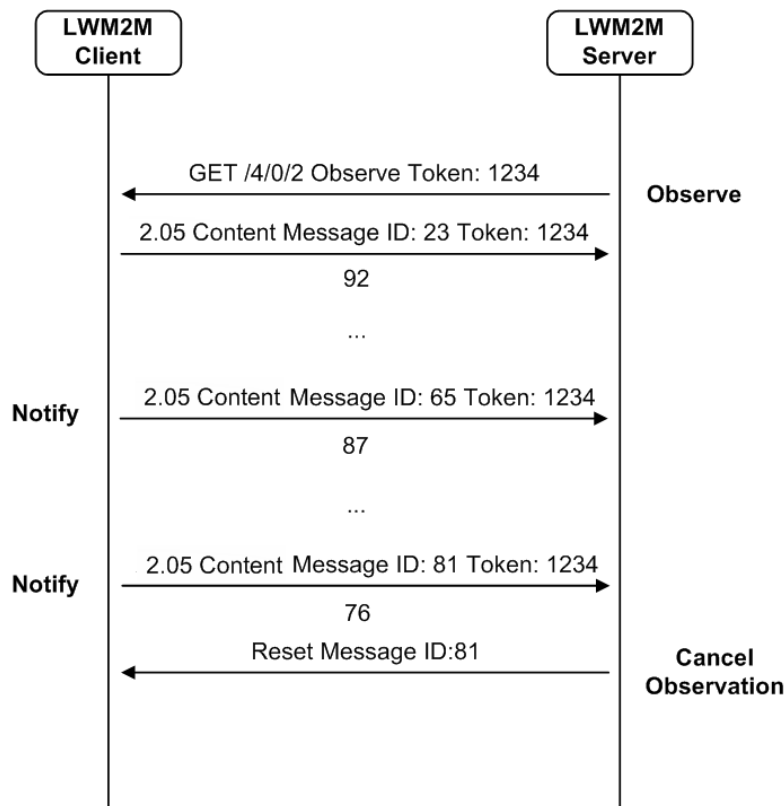 LWM2M
Client
LWM2M
Server
GET /4/0/2 Observe Token: 1234
Observe
2.05 Content Message ID: 23 Token: 1234
92
...
Notify
2.05 Content Message ID: 65 Token: 1234
87
...
Notify
2.05 Content Message ID: 81 Token: 1234
76
Reset Message ID:81
Cancel
Observation